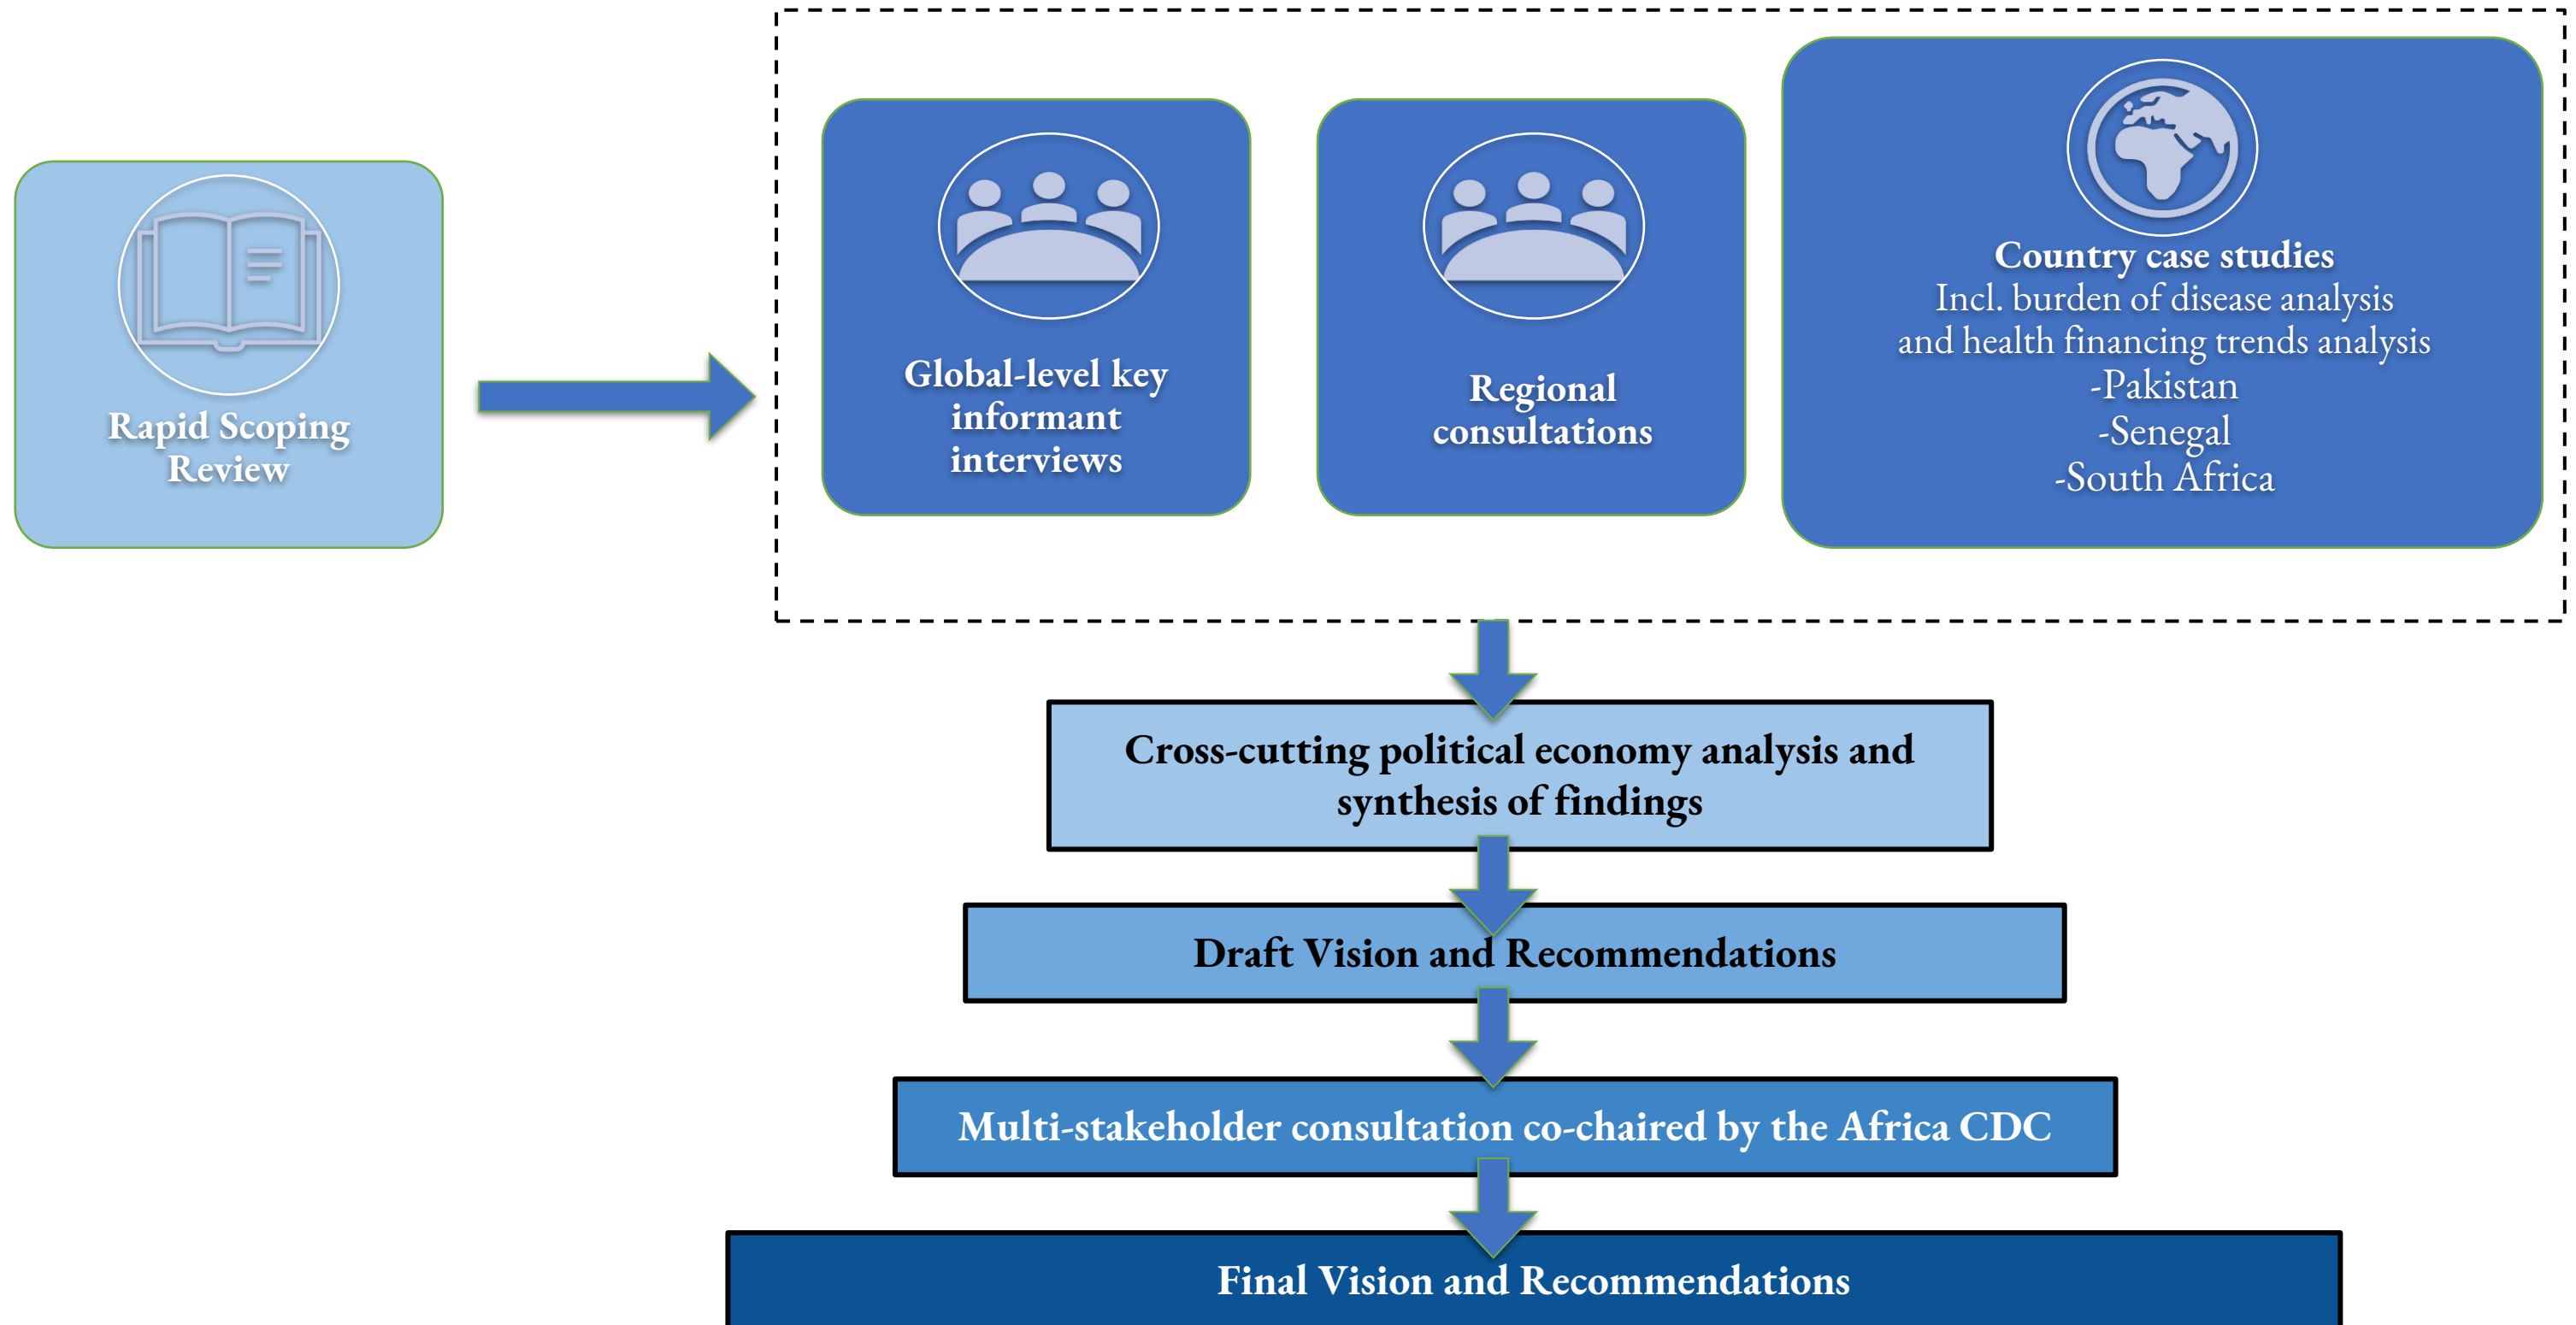 Rapid Scoping
Review
Global-level key
informant
interviews
Regional
consultations
Country case studies
Incl. burden of disease analysis
and health financing trends analysis
-Pakistan
-Senegal
-South Africa
Cross-cutting political economy analysis and
synthesis of findings
Draft Vision and Recommendations
Multi-stakeholder consultation co-chaired by the Africa CDC
Final Vision and Recommendations